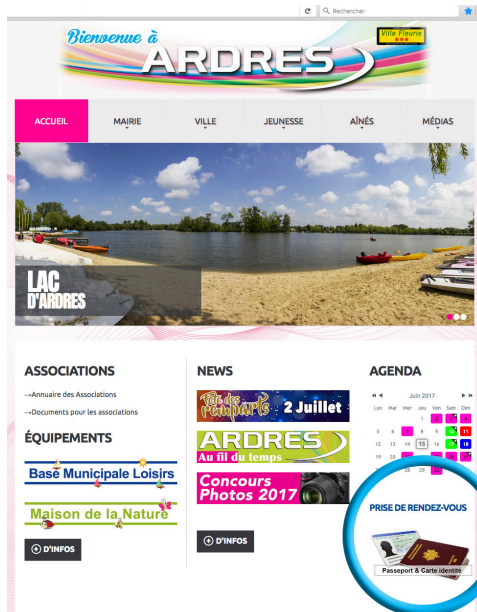 Rechercher
Bienvenue à
ARDRES
Ville Fleurie
ACCUEIL
MAIRIE
VILLE
JEUNESSE
AÎNÉS
MÉDIAS
LAC
D'ARDRES
ASSOCIATIONS
→Annuaire des Associations
→Documents pour les associations
ÉQUIPEMENTS
Base Municipale Loisirs
Maison de la Nature
D'INFOS
NEWS
Fête des
remparts - 2 Juillet
ARDRES
Au fil du temps
Concours
Photos 2017
D'INFOS
AGENDA
Juin 2017
Lun Mar Mer Jeu Ven Sam Dim
1 2 3 4
5 6 7 8 9 10 11
12 13 14 15 16 17 18
19 20
28 29
PRISE DE RENDEZ-VOUS
Passeport & Carte identité